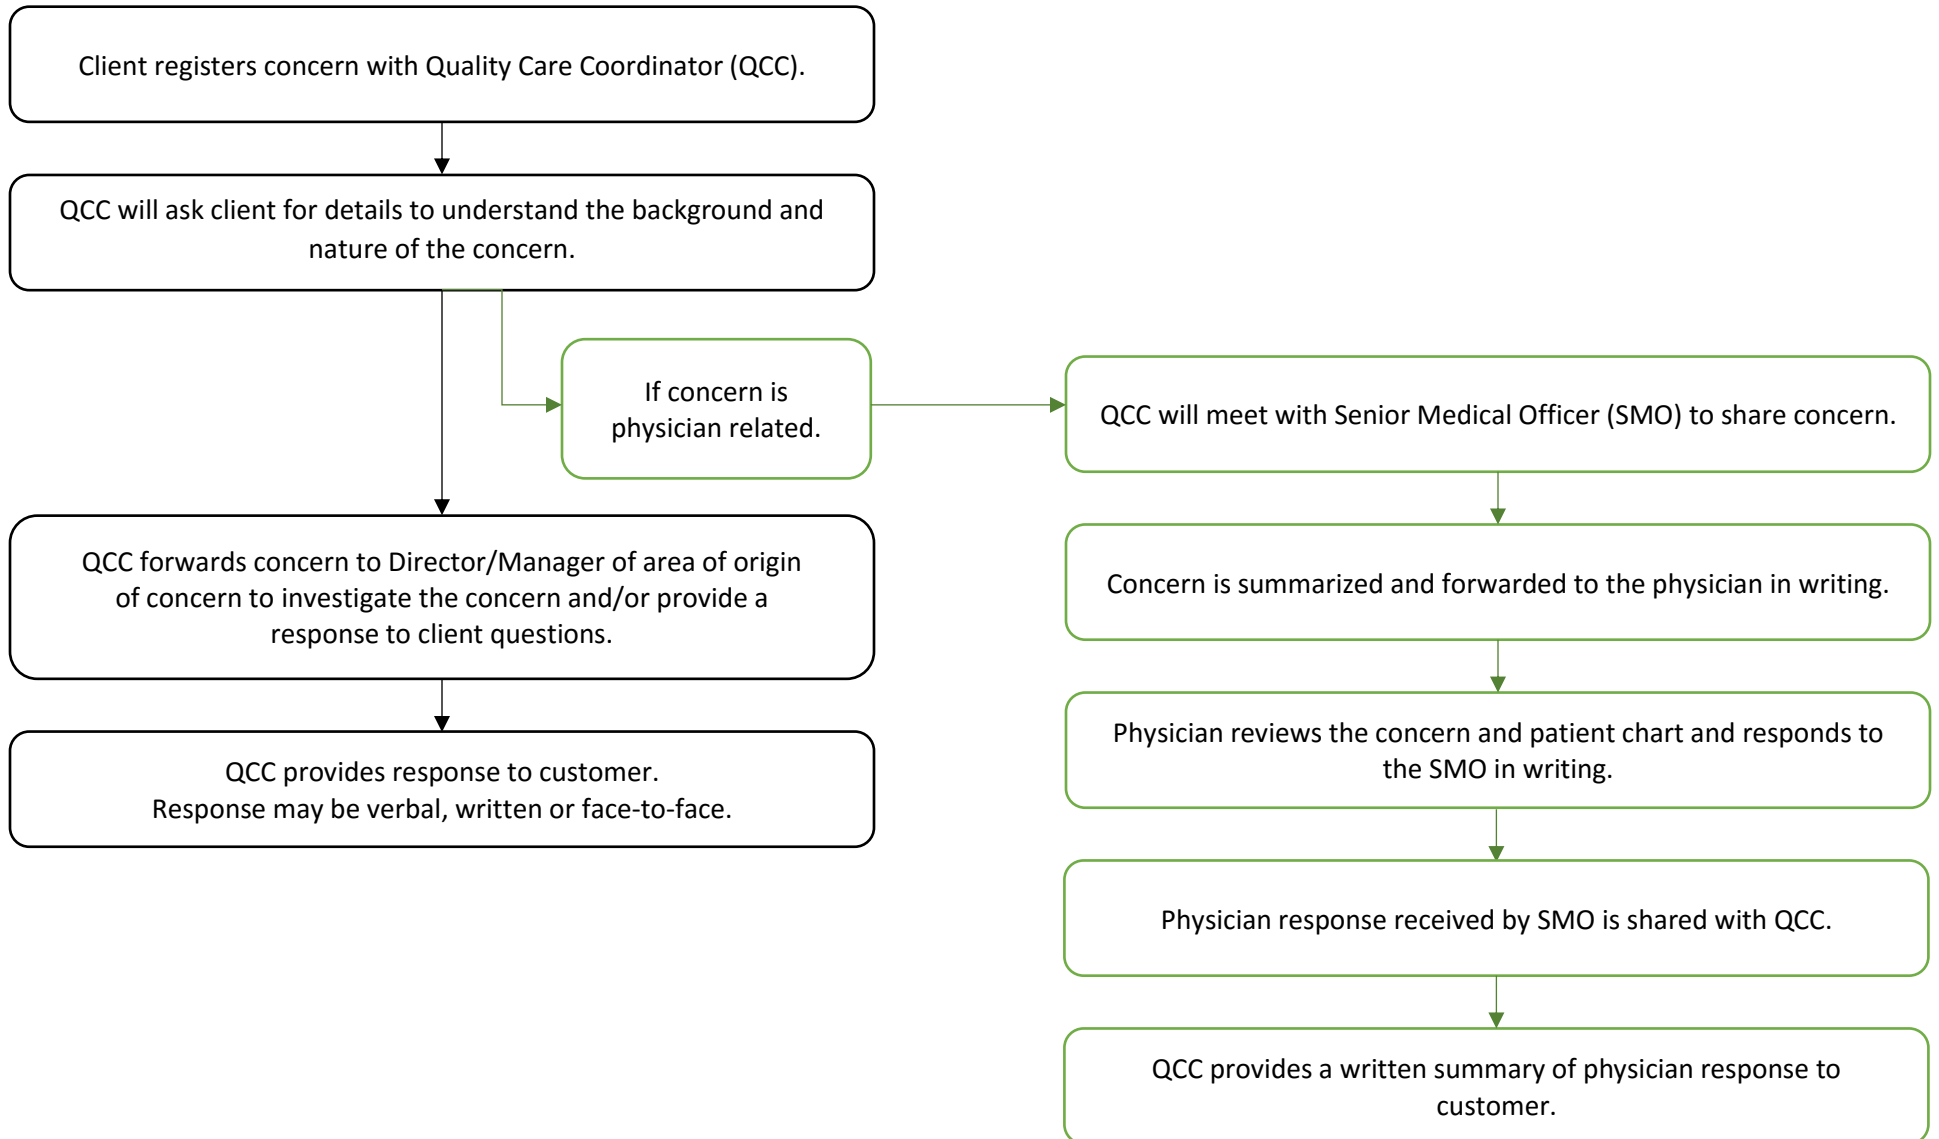 Client registers concern with Quality Care Coordinator (QCC).
QCC will ask client for details to understand the background and
nature of the concern.
If concern is
physician related.
QCC forwards concern to Director/Manager of area of origin
of concern to investigate the concern and/or provide a
response to client questions.
QCC provides response to customer.
Response may be verbal, written or face-to-face.
QCC will meet with Senior Medical Officer (SMO) to share concern.
Concern is summarized and forwarded to the physician in writing.
Physician reviews the concern and patient chart and responds to
the SMO in writing.
Physician response received by SMO is shared with QCC.
QCC provides a written summary of physician response to
customer.